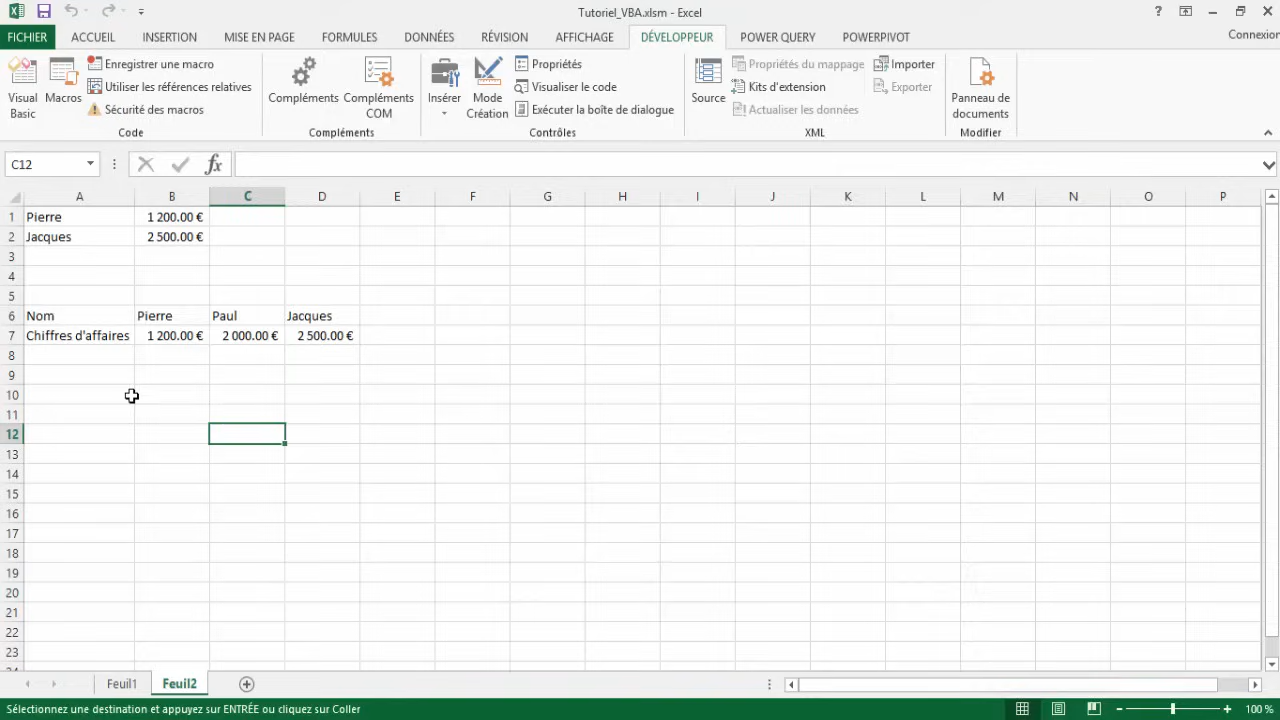 Tutoriel_VBA.xlsm - Excel
?
Connexior
FICHIER ACCUEIL INSERTION MISE EN PAGE FORMULES DONNÉES RÉVISION AFFICHAGE DÉVELOPPEUR POWER QUERY POWERPIVOT
Visual Basic
Macros
Enregistrer une macro
Utiliser les références relatives
Sécurité des macros
Code
Compléments
Compléments COM
Compléments
Insérer
Mode Création
Propriétés
Visualiser le code
Exécuter la boîte de dialogue
Contrôles
Source
Propriétés du mappage
Kits d'extension
Actualiser les données
Importer
Exporter
XML
Panneau de documents
Modifier
C12
fx
A B C D E F G H I J K L M N O P
1 Pierre 1 200.00 €
2 Jacques 2 500.00 €
3
4
5
6 Nom Pierre Paul Jacques
7 Chiffres d'affaires 1 200.00 € 2 000.00 € 2 500.00 €
8
9
10
11
12
13
14
15
16
17
18
19
20
21
22
23
Feuil1 Feuil2
Sélectionnez une destination et appuyez sur ENTRÉE ou cliquez sur Coller
100 %